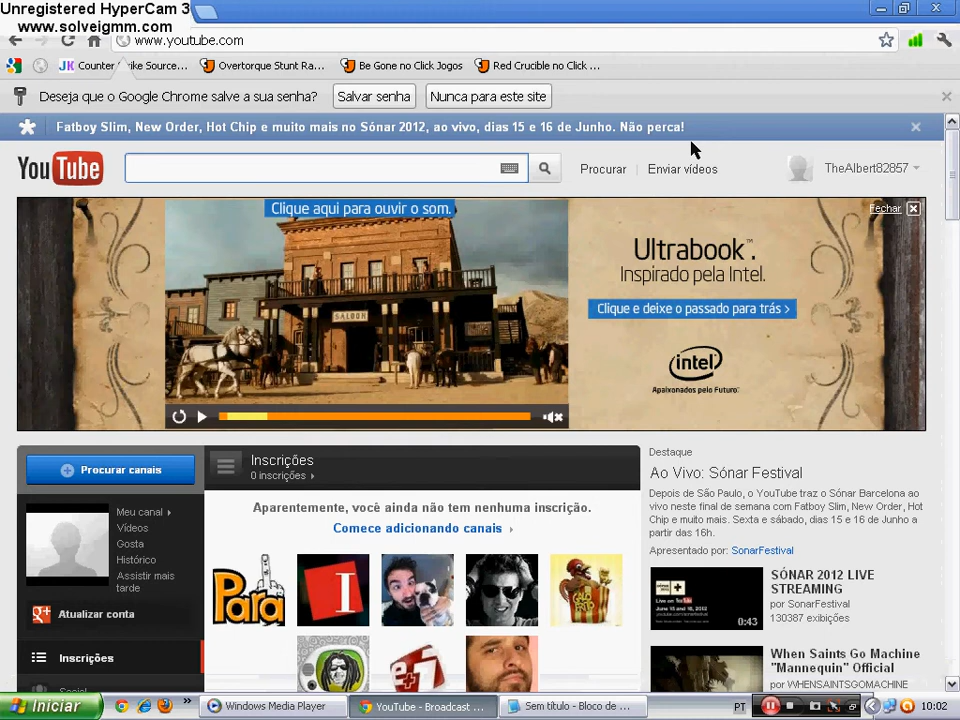 Unregistered HyperCam 3
www.solveigmm.com
www.youtube.com
JK Counter Strike Source...
Overtorque Stunt Ra...
Be Gone no Click Jogos
Red Crucible no Click ...
Deseja que o Google Chrome salve a sua senha?
Salvar senha
Nunca para este site
Fatboy Slim, New Order, Hot Chip e muito mais no Sónar 2012, ao vivo, dias 15 e 16 de Junho. Não perca!
YouTube
Procurar
Enviar vídeos
TheAlbert82857
Clique aqui para ouvir o som.
Fechar
SALOON
Ultrabook™.
Inspirado pela Intel.
Clique e deixe o passado para trás >
intel
Apaixonados pelo Futuro™
Procurar canais
Inscrições
0 inscrições
Meu canal
Vídeos
Gosta
Histórico
Assistir mais
tarde
Atualizar conta
Inscrições
Social
Aparentemente, você ainda não tem nenhuma inscrição.
Comece adicionando canais
Para
I
Destaque
Ao Vivo: Sónar Festival
Depois de São Paulo, o YouTube traz o Sónar Barcelona ao
vivo neste final de semana com Fatboy Slim, New Order, Hot
Chip e muito mais. Sexta e sábado, dias 15 e 16 de Junho a
partir das 16h.
Apresentado por: SonarFestival
0:43
SÓNAR 2012 LIVE
STREAMING
por SonarFestival
130387 exibições
When Saints Go Machine
"Mannequin" Official
por WHENSAINTSGOMACHINE
Iniciar
Windows Media Player
YouTube - Broadcast ...
Sem título - Bloco de ...
PT
10:02